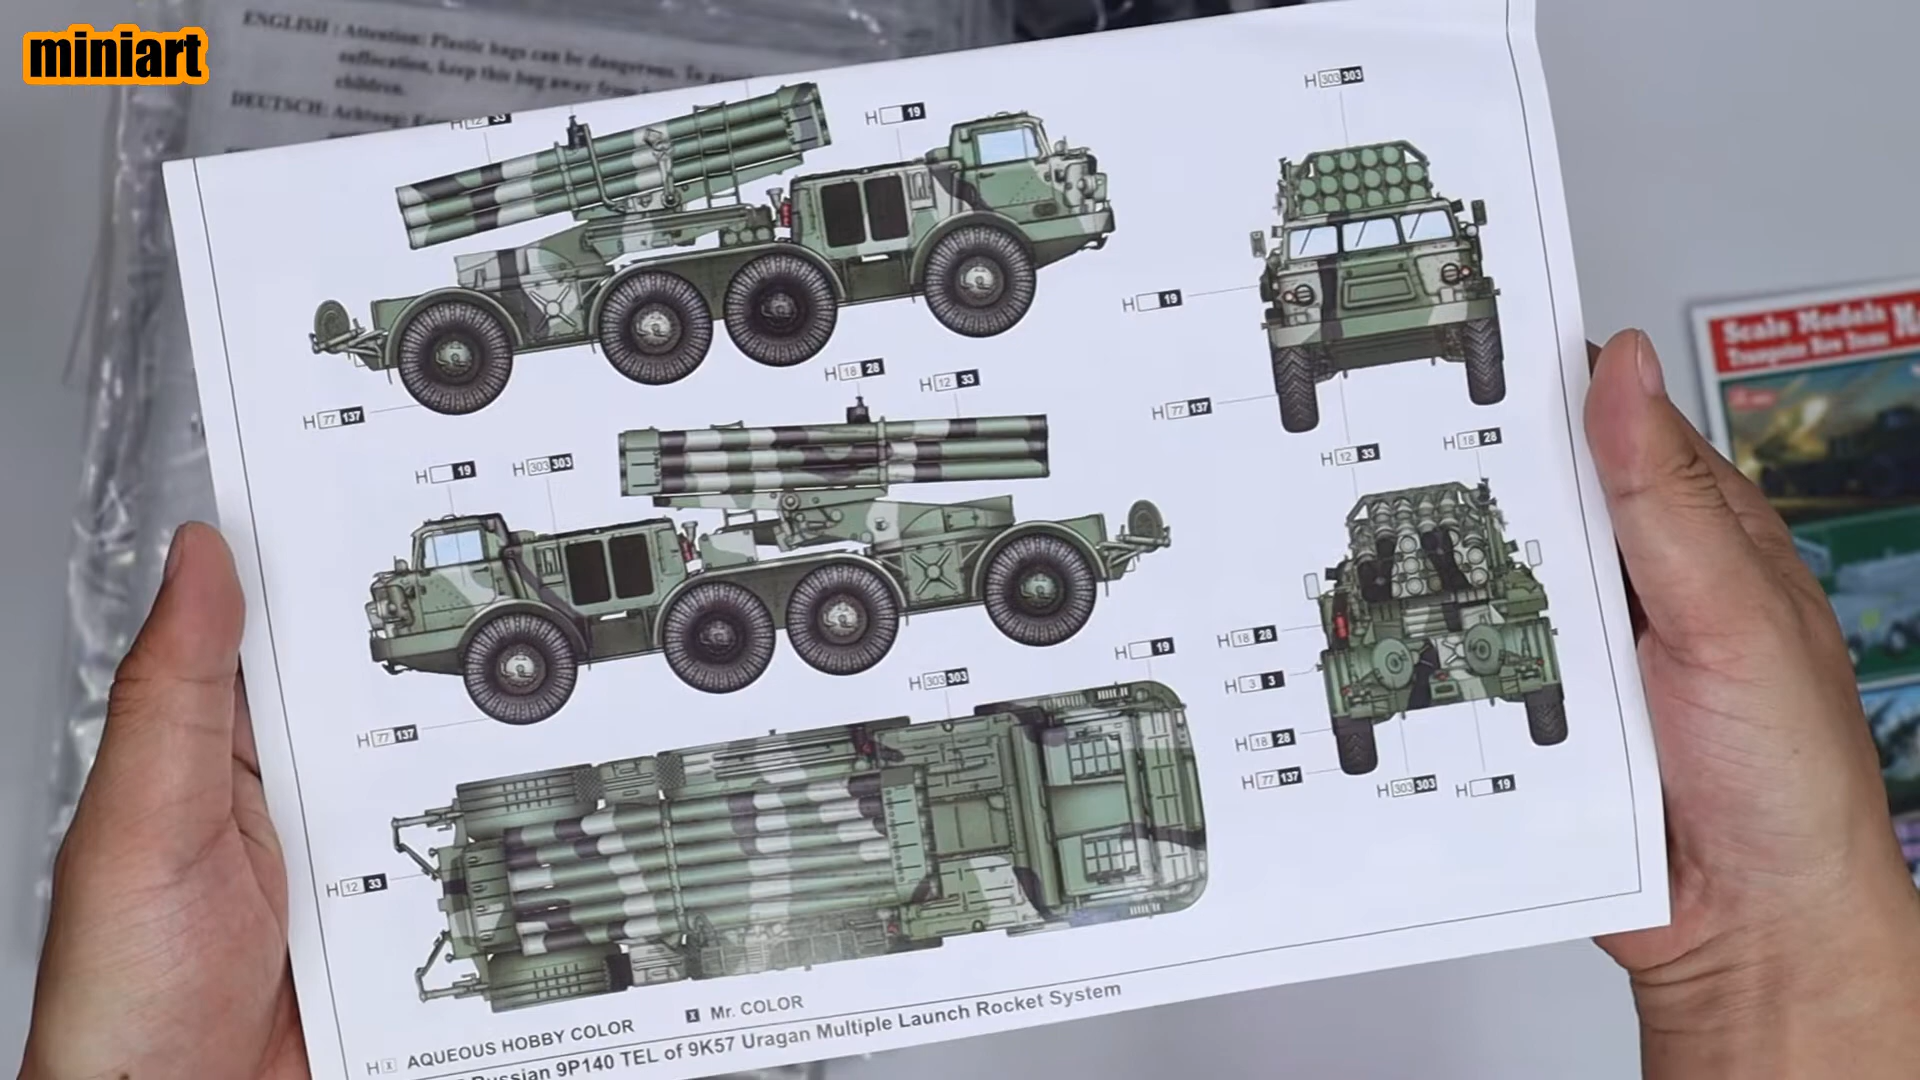 miniart
ENGLISH : Attention: Plastic bags can be dangerous. To
suffocation, keep this bag away from
children.
DEUTSCH: Achtung:
H 12 33
H 19
H 303 303
H 19
H 77 137
H 18 28
H 12 33
H 77 137
H 19
H 303 303
H 12 33
H 18 28
H 77 137
H 303 303
H 19
H 18 28
H 3 3
H 18 28
H 77 137
H 303 303
H 19
H 12 33
H x AQUEOUS HOBBY COLOR
x Mr. COLOR
Russian 9P140 TEL of 9K57 Uragan Multiple Launch Rocket System
Scale Models
Trumpeter New Items